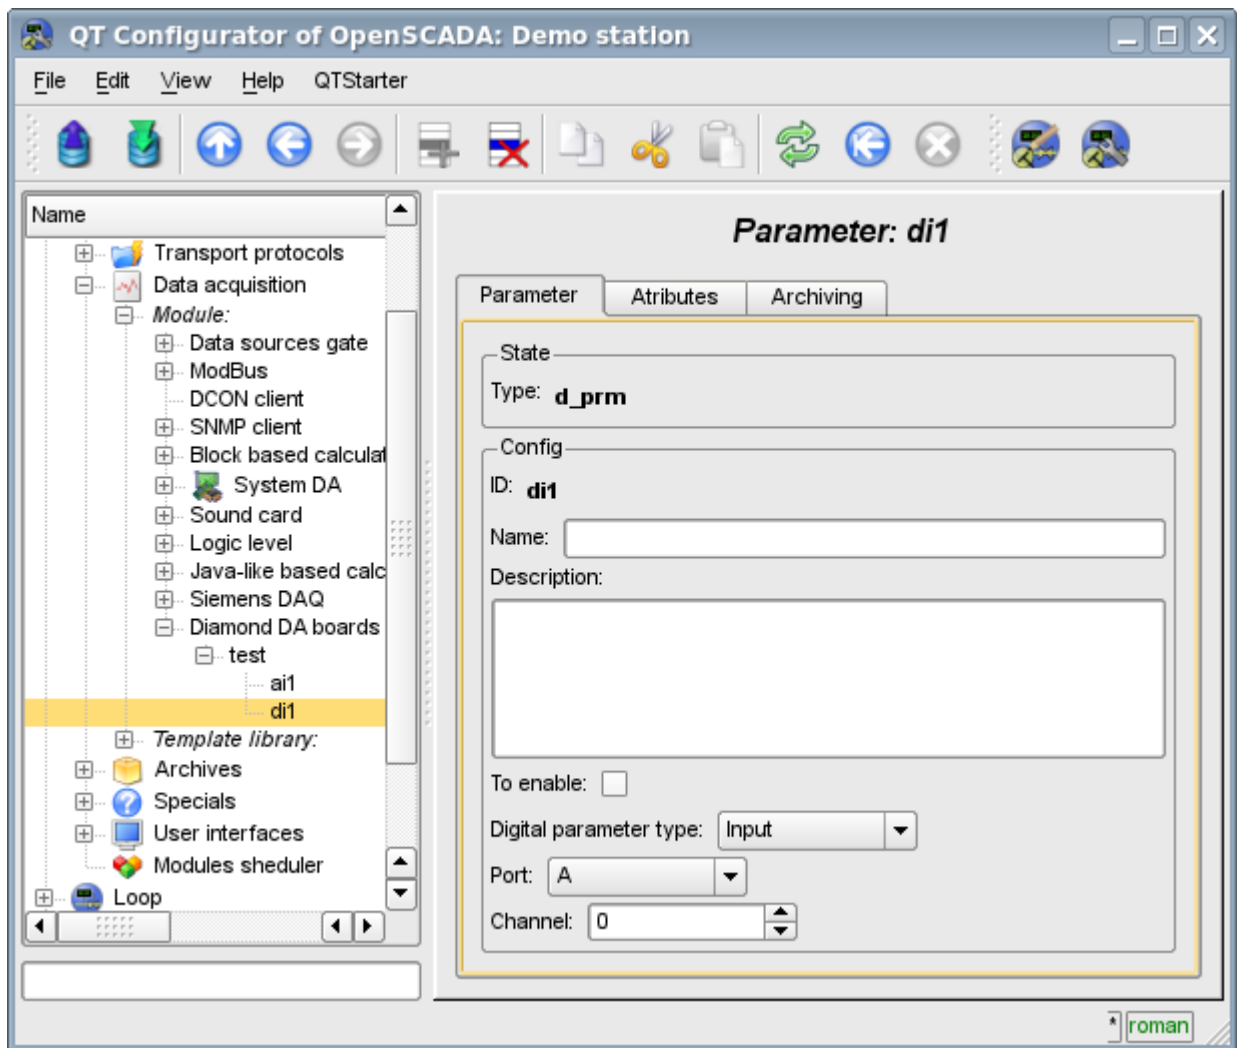 QT Configurator of OpenSCADA: Demo station
File Edit View Help QTStarter
Name
Transport protocols
Data acquisition
Module:
Data sources gate
ModBus
DCON client
SNMP client
Block based calculat
System DA
Sound card
Logic level
Java-like based calc
Siemens DAQ
Diamond DA boards
test
ai1
di1
Template library:
Archives
Specials
User interfaces
Modules sheduler
Loop
Parameter: di1
Parameter Atributes Archiving
State
Type: d_prm
Config
ID: di1
Name:
Description:
To enable:
Digital parameter type: Input
Port: A
Channel: 0
* roman